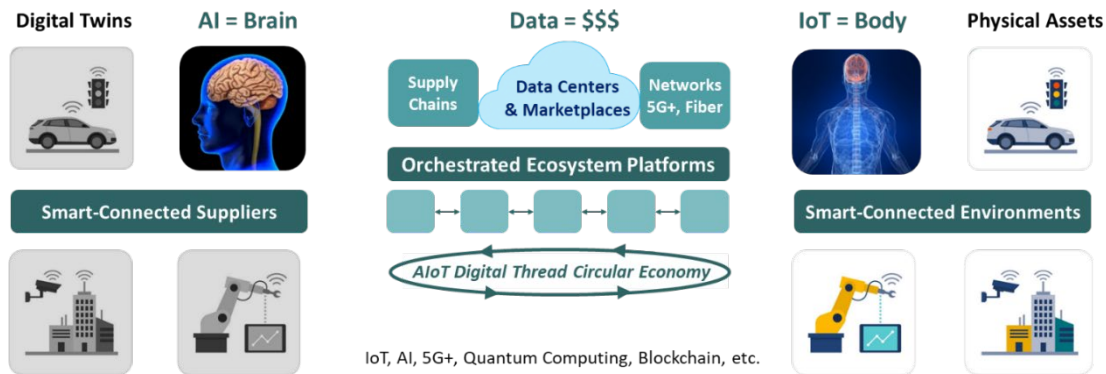 Digital Twins
AI = Brain
Data = $$$
IoT = Body
Physical Assets
Supply
Chains
Data Centers
& Marketplaces
Networks
5G+, Fiber
Orchestrated Ecosystem Platforms
Smart-Connected Suppliers
Smart-Connected Environments
AIoT Digital Thread Circular Economy
IoT, AI, 5G+, Quantum Computing, Blockchain, etc.